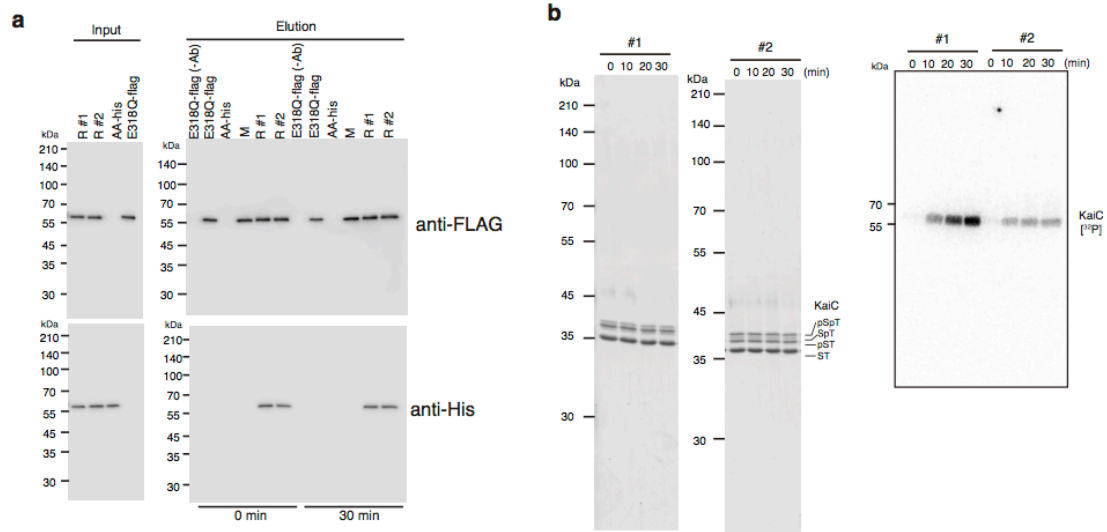 a
Input
Elution
kDa
R #1
R #2
AA-his
E318Q-flag
kDa
E318Q-flag (-Ab)
E318Q-flag
AA-his
M
R #1
R #2
E318Q-flag (-Ab)
E318Q-flag
AA-his
M
R #1
R #2
210
140
100
70
55
45
35
30
210
140
100
70
55
45
35
30
anti-FLAG
kDa
210
140
100
70
55
45
35
30
kDa
210
140
100
70
55
45
35
30
anti-His
0 min
30 min
b
#1
0 10 20 30
kDa
210
140
100
70
55
45
35
30
#2
0 10 20 30 (min)
kDa
210
140
100
70
55
45
35
30
KaiC
pSpT
SpT
pST
ST
#1 #2
kDa 0 10 20 30 0 10 20 30 (min)
70
55
KaiC
[³²P]